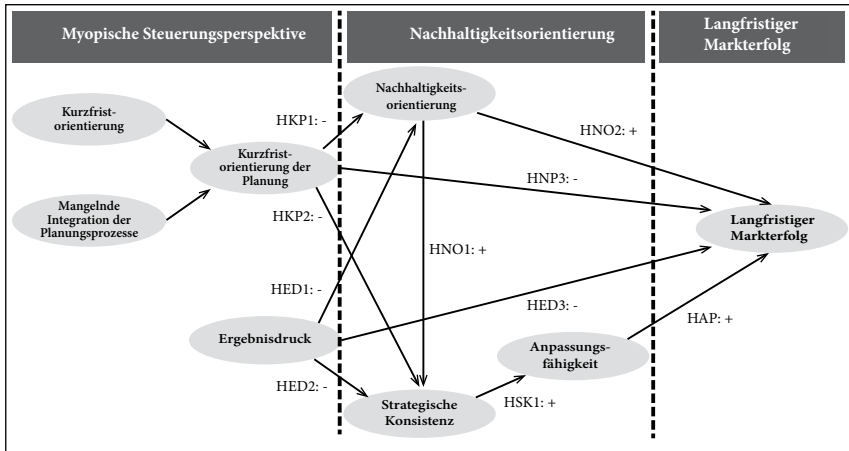 Myopische Steuerungsperspektive
Nachhaltigkeitsorientierung
Langfristiger
Markterfolg
Kurzfrist-
orientierung
Mangelnde
Integration der
Planungsprozesse
Kurzfrist-
orientierung der
Planung
Ergebnisdruck
HKP1: -
HKP2: -
HED1: -
HED2: -
Nachhaltigkeits-
orientierung
HNO1: +
Strategische
Konsistenz
HSK1: +
Anpassungs-
fähigkeit
HNO2: +
HNP3: -
HED3: -
HAP: +
Langfristiger
Markterfolg